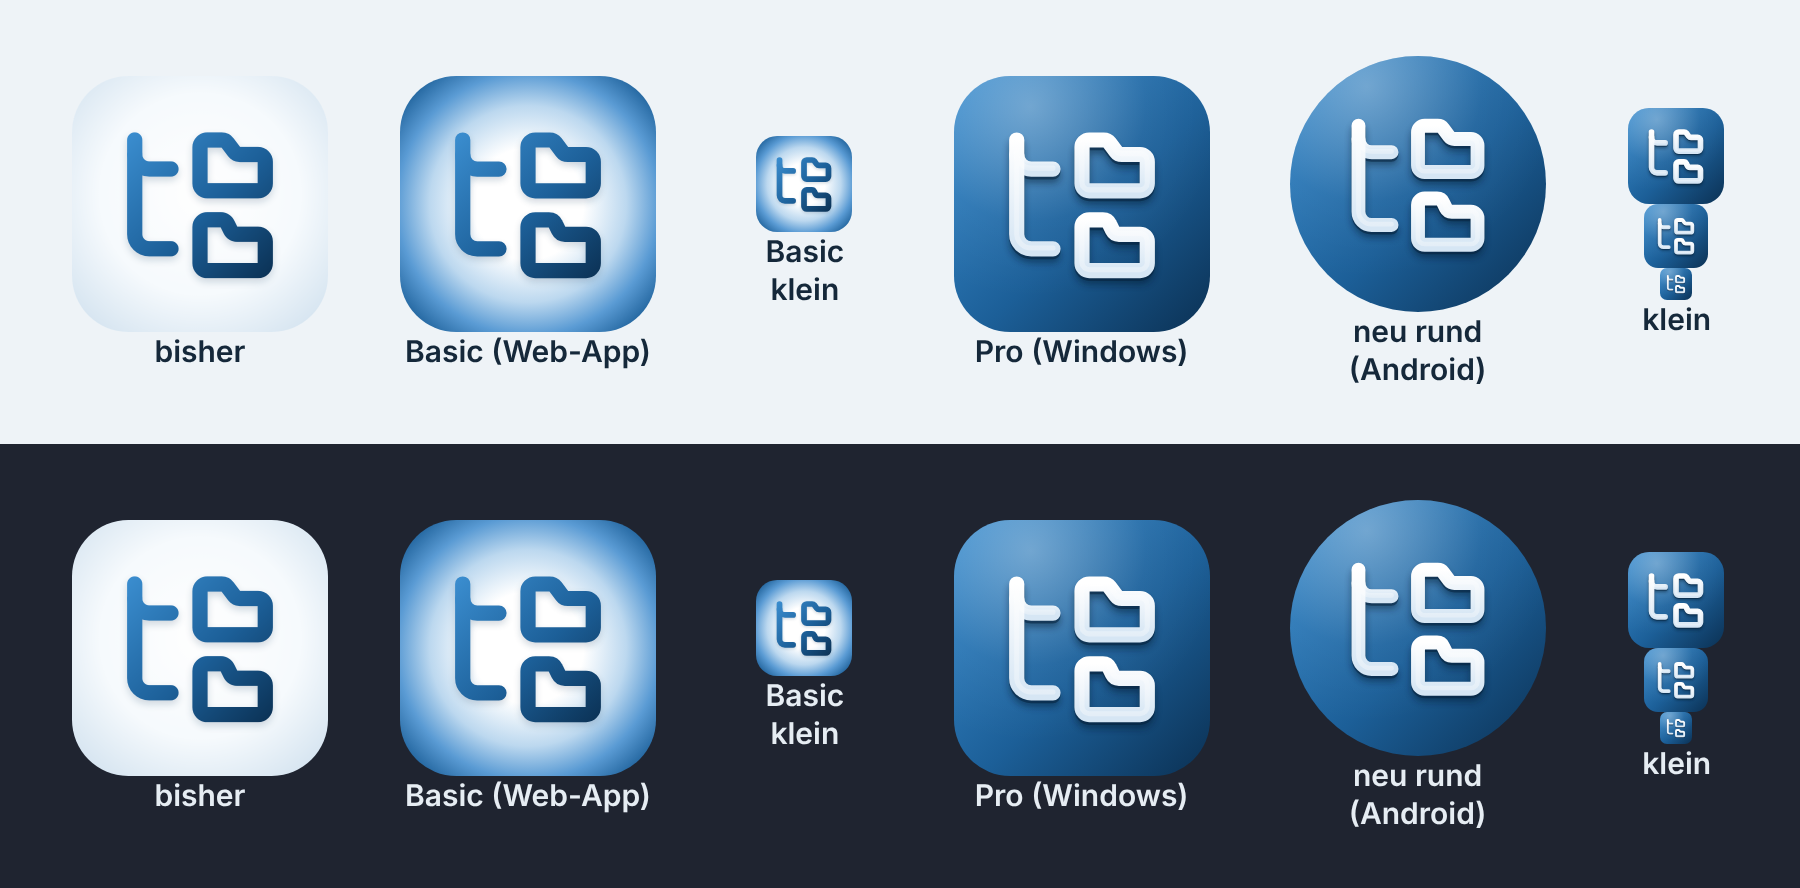 bisher
Basic (Web-App)
Basic
klein
Pro (Windows)
neu rund
(Android)
klein
bisher
Basic (Web-App)
Basic
klein
Pro (Windows)
neu rund
(Android)
klein